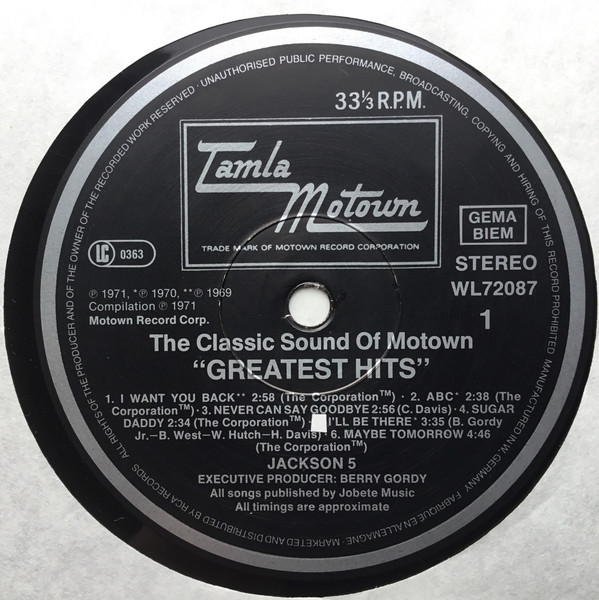 ALL RIGHTS OF THE PRODUCER AND OF THE OWNER OF THE RECORDED WORK RESERVED · UNAUTHORISED PUBLIC PERFORMANCE, BROADCASTING, COPYING AND HIRING OF THIS RECORD PROHIBITED
33⅓ R.P.M.
Tamla
Motown
TRADE MARK OF MOTOWN RECORD CORPORATION
GEMA
BIEM
LC 0363
STEREO
WL72087
1
℗ 1971, *℗ 1970, **℗ 1969
Compilation ℗ 1971
Motown Record Corp.
The Classic Sound Of Motown
“GREATEST HITS”
1. I WANT YOU BACK** 2:58 (The Corporation™) · 2. ABC* 2:38 (The
Corporation™) · 3. NEVER CAN SAY GOODBYE 2:56 (C. Davis) · 4. SUGAR
DADDY 2:34 (The Corporation™) I'LL BE THERE* 3:35 (B. Gordy
Jr.–B. West–W. Hutch–H. Davis) · 6. MAYBE TOMORROW 4:46
(The Corporation™)
JACKSON 5
EXECUTIVE PRODUCER: BERRY GORDY
All songs published by Jobete Music
All timings are approximate
MANUFACTURED IN W. GERMANY FABRIQUE EN ALLEMAGNE · MARKETED AND DISTRIBUTED BY RCA RECORDS